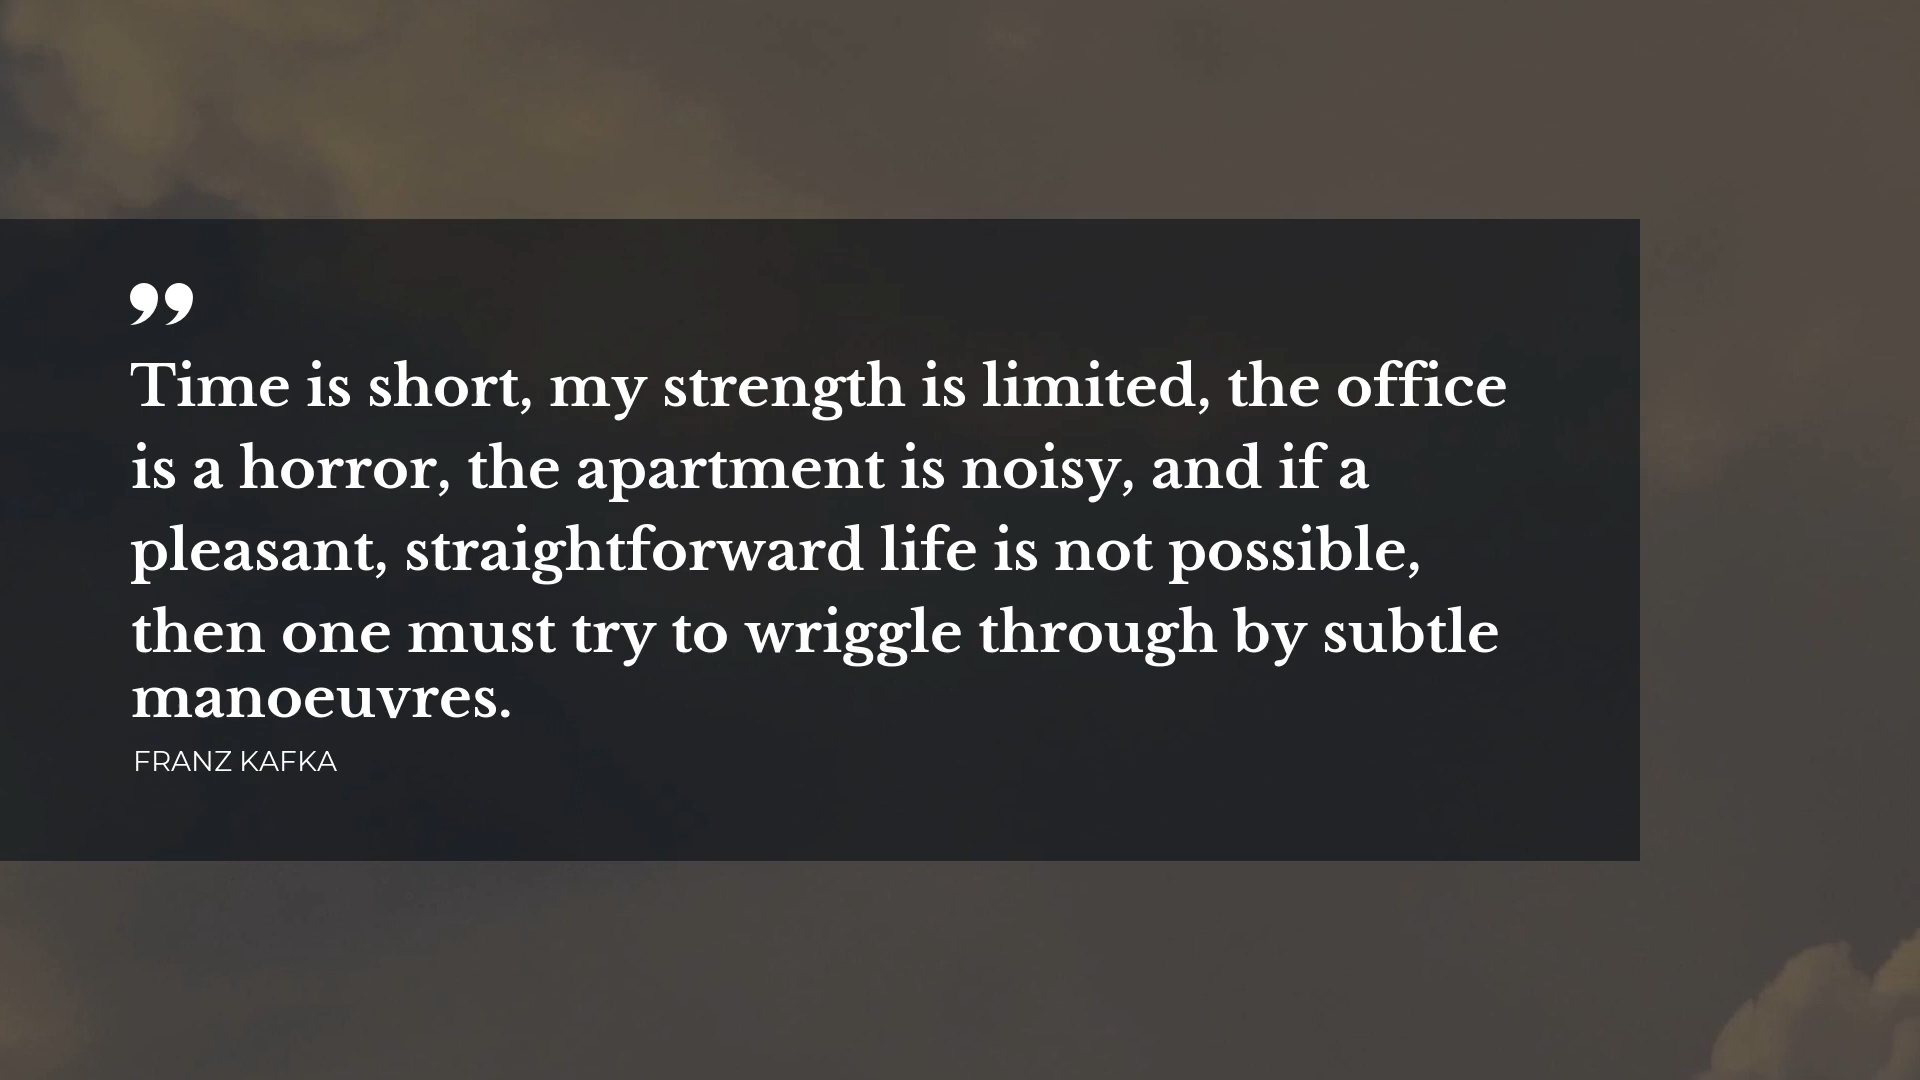 ”
Time is short, my strength is limited, the office
is a horror, the apartment is noisy, and if a
pleasant, straightforward life is not possible,
then one must try to wriggle through by subtle
manoeuvres.
FRANZ KAFKA